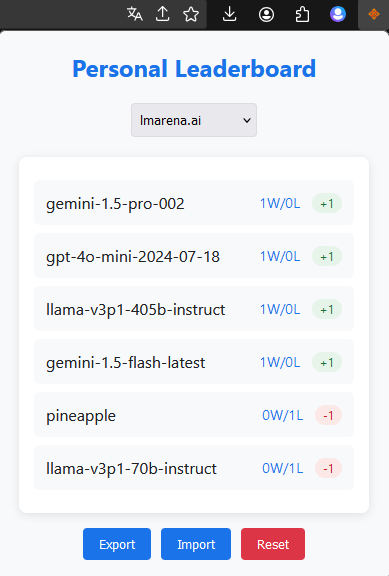 Personal Leaderboard
lmarena.ai
gemini-1.5-pro-002 1W/0L +1
gpt-4o-mini-2024-07-18 1W/0L +1
llama-v3p1-405b-instruct 1W/0L +1
gemini-1.5-flash-latest 1W/0L +1
pineapple 0W/1L -1
llama-v3p1-70b-instruct 0W/1L -1
Export Import Reset